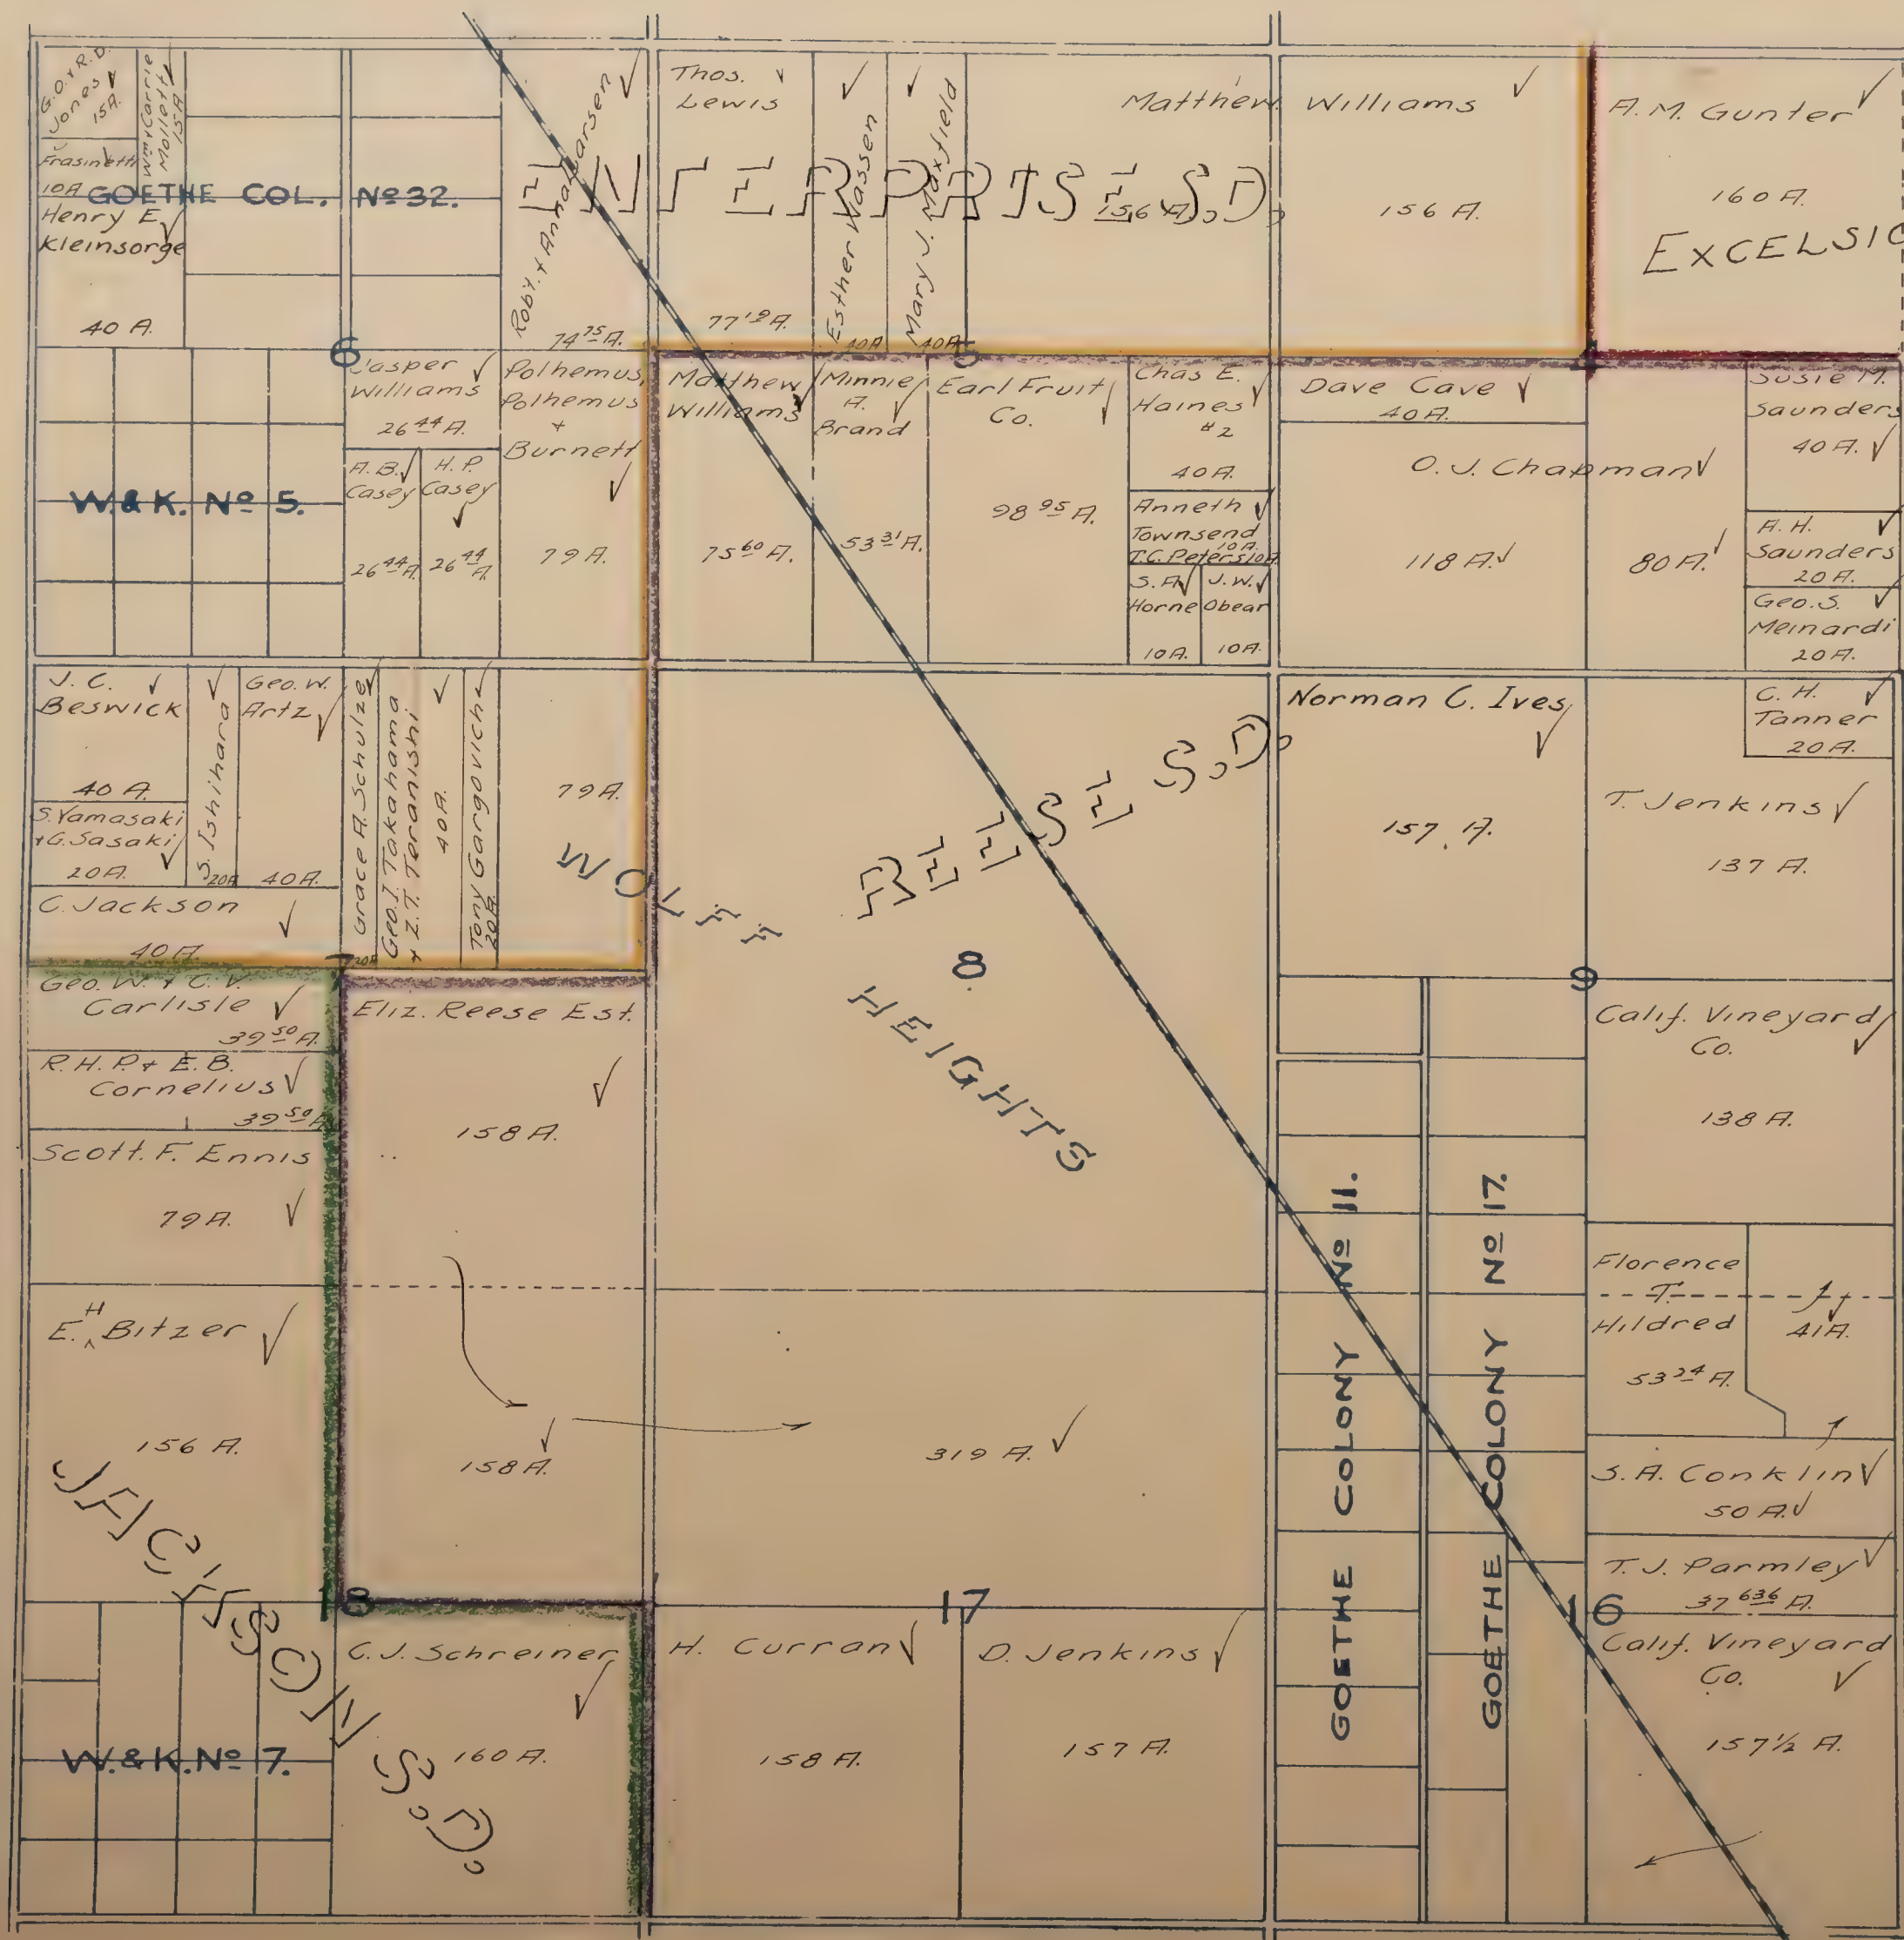 G.O. & R.D.
Jones
15A.
Wm & Carrie
Mollett
15A
Frasinetti
10A
GOETHE COL. Nº 32.
Henry E.
Kleinsorge
40 A.
Robt. & Anna Larsen
74 75 A.
Thos.
Lewis
77 19 A.
Esther Wassen
40A
Mary J. Maxfield
40A
ENTERPRISE S.D.
Matthew Williams
156 A.
156 A.
A. M. Gunter
160 A.
EXCELSIO
6
5
4
W. & K. Nº 5.
Jasper
Williams
26 44 A.
A. B.
Casey
26 44 A
H. P.
Casey
26 44 A.
Polhemus,
Polhemus
+
Burnett
79 A.
Matthew
Williams
75 60 A.
Minnie
A.
Brand
53 31 A.
Earl Fruit
Co.
98 95 A.
Chas E.
Haines
#2
40 A.
Anneth
Townsend
10 A.
T.C. Peters 10A
S. A.
Horne
10 A.
J. W.
Obear
10 A.
Dave Cave
40 A.
O. J. Chapman
118 A.
80 A.
Susie M.
Saunders
40 A.
A. H.
Saunders
20 A.
Geo. S.
Meinardi
20 A.
J. C.
Beswick
40 A.
S. Yamasaki
+ G. Sasaki
20 A.
S. Ishihara
20A
Geo. W.
Artz
40 A.
C. Jackson
40 A.
Grace A. Schulze
20A
Geo. I. Takahama
& Z. T. Teranishi
40 A.
Tony Gargovich
20A
79 A.
WOLFF
HEIGHTS
REESE S.D.
7
8.
9
Norman C. Ives
157. A.
C. H.
Tanner
20 A.
T. Jenkins
137 A.
Geo. W. & C. V.
Carlisle
39 50 A.
R. H. P. & E. B.
Cornelius
39 50 A
Scott. F. Ennis
79 A.
Eliz. Reese Est.
158 A.
158 A.
319 A.
E. H Bitzer
156 A.
JACKSON S.D.
GOETHE COLONY Nº 11.
GOETHE COLONY Nº 17.
Calif. Vineyard
Co.
138 A.
Florence
T.
Hildred
53 24 A.
41 A.
S. A. Conklin
50 A.
T. J. Parmley
37 636 A.
18
17
16
W. & K. Nº 7.
C. J. Schreiner
160 A.
H. Curran
158 A.
D. Jenkins
157 A.
Calif. Vineyard
Co.
157 1/2 A.